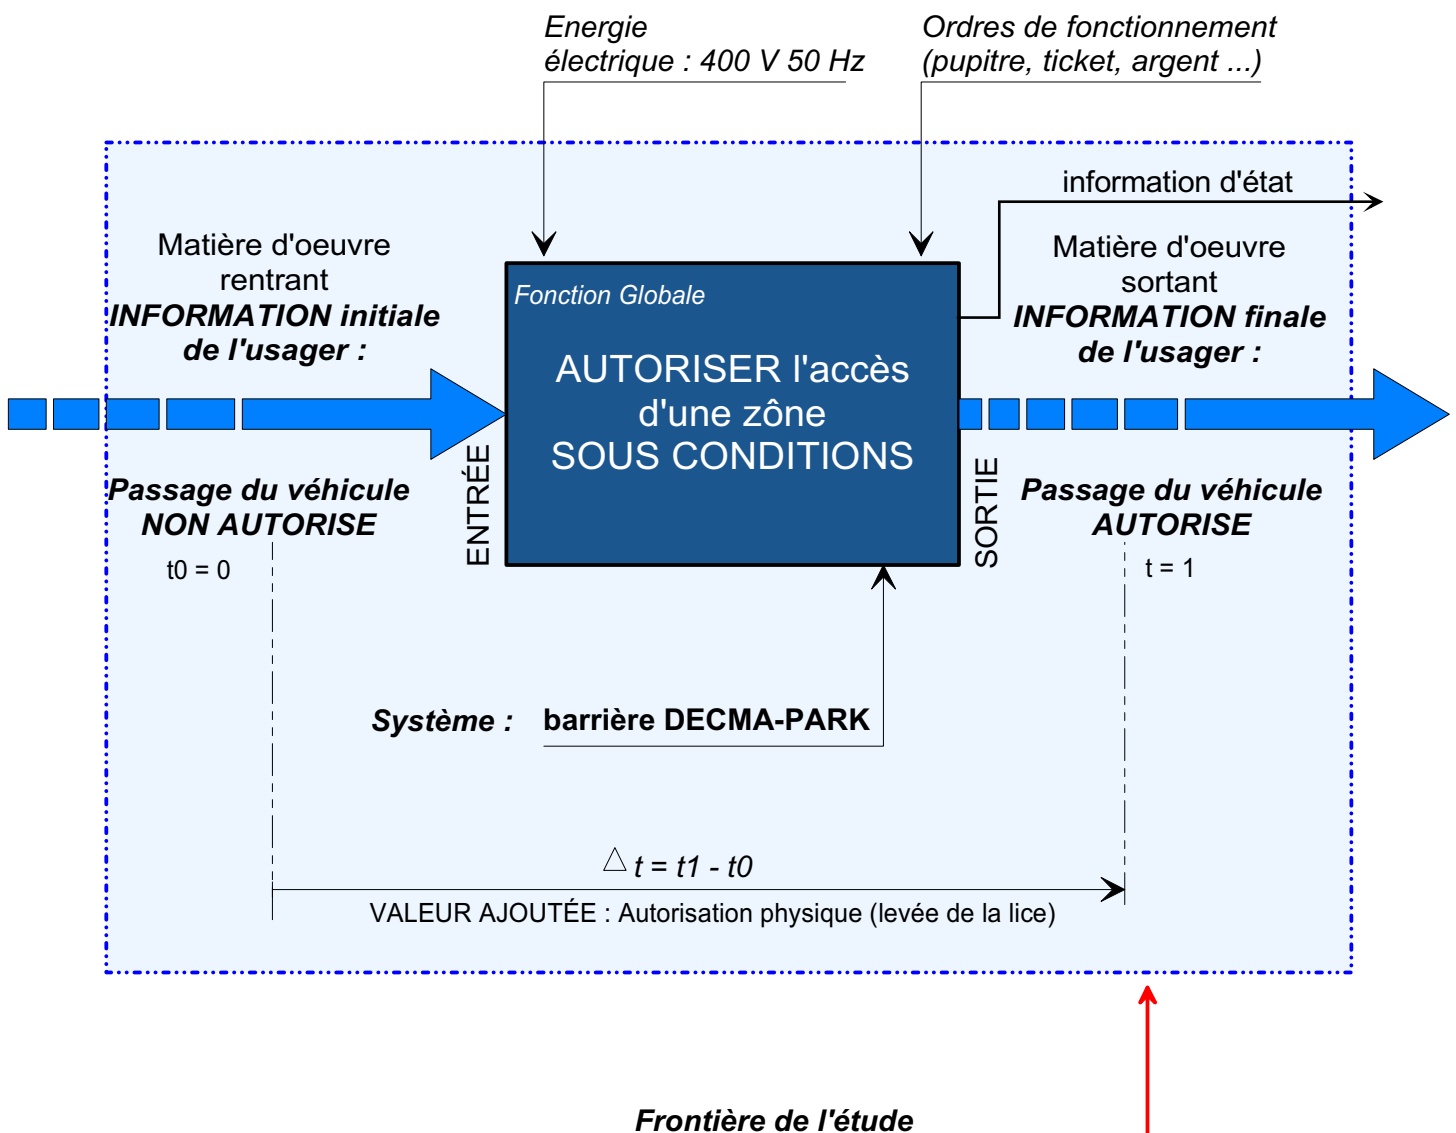 Energie
électrique : 400 V 50 Hz
Ordres de fonctionnement
(pupitre, ticket, argent ...)
information d'état
Matière d'oeuvre
rentrant
INFORMATION initiale
de l'usager :
Fonction Globale
AUTORISER l'accès
d'une zône
SOUS CONDITIONS
Matière d'oeuvre
sortant
INFORMATION finale
de l'usager :
ENTRÉE
SORTIE
Passage du véhicule
NON AUTORISE
t0 = 0
Passage du véhicule
AUTORISE
t = 1
Système : barrière DECMA-PARK
△ t = t1 - t0
VALEUR AJOUTÉE : Autorisation physique (levée de la lice)
Frontière de l'étude